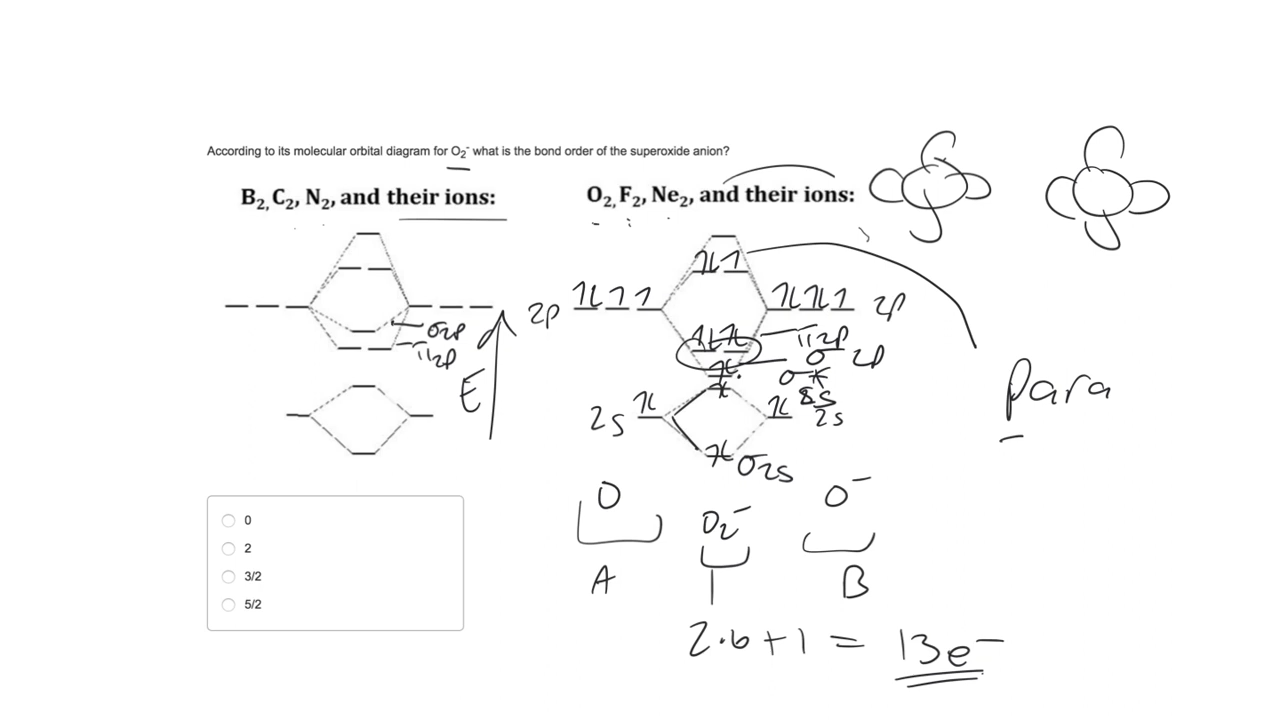 According to its molecular orbital diagram for O₂⁻ what is the bond order of the superoxide anion?
B₂, C₂, N₂, and their ions:
O₂, F₂, Ne₂, and their ions:
2p
2p
σ2p
π2p
π2p
σ 2p
E
σ*
2s
2s
2s
σ2s
Para
O
O₂⁻
O⁻
A
B
0
2
3/2
5/2
2·6+1 = 13e⁻